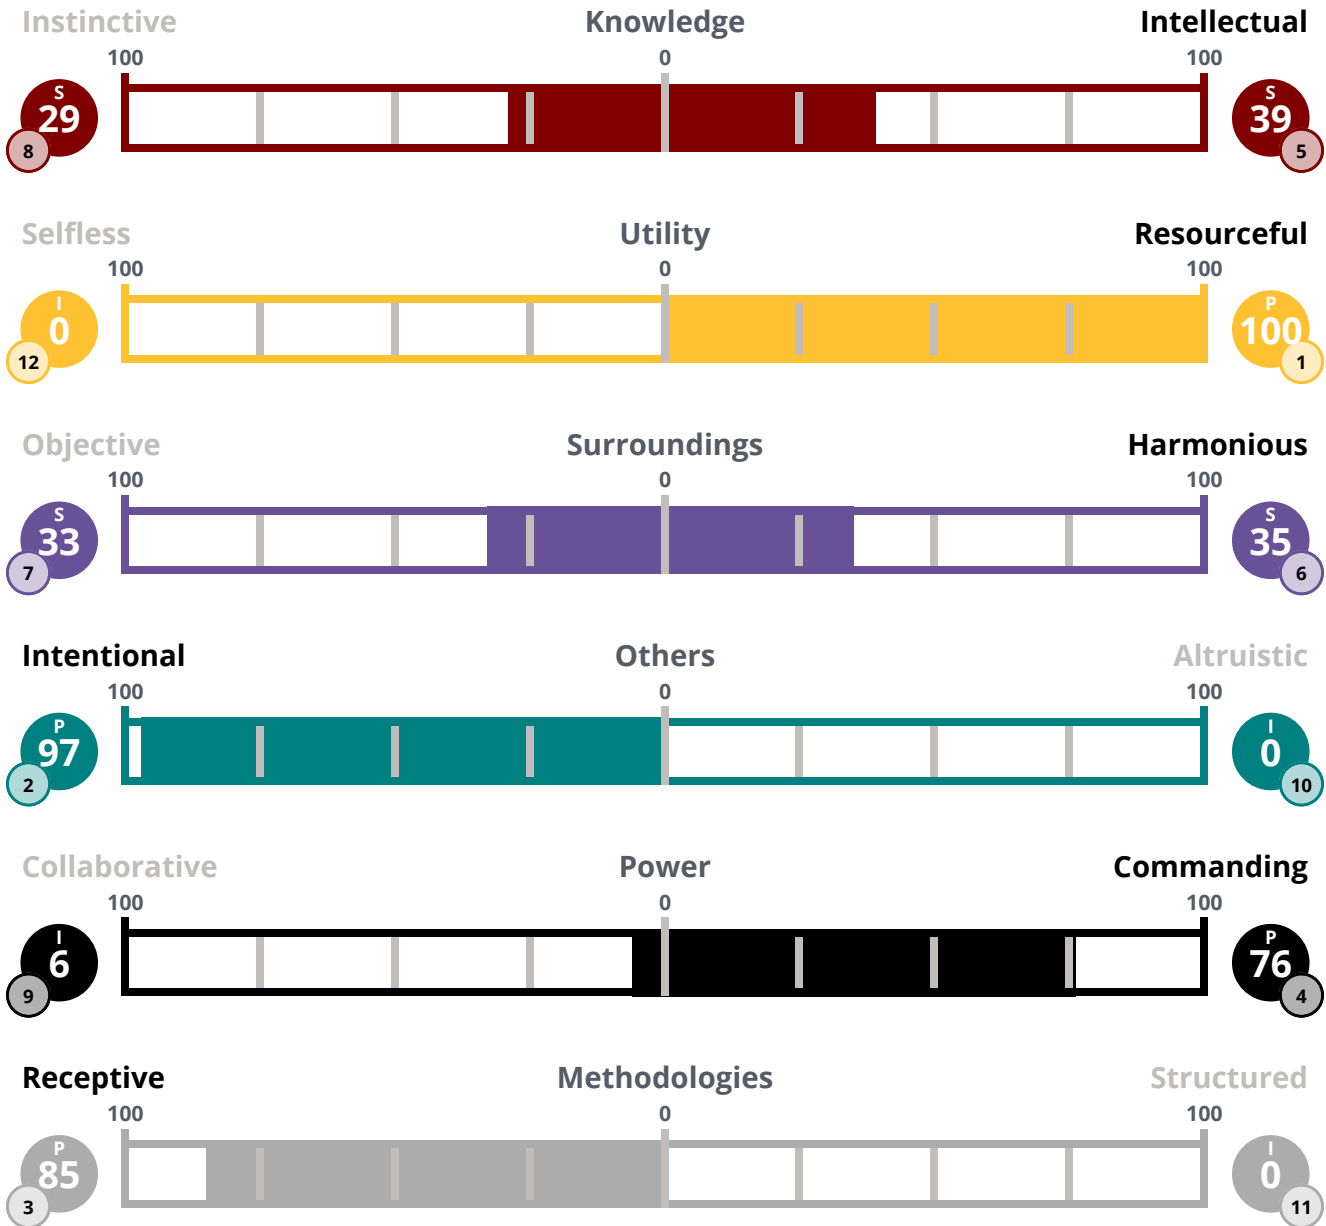 Instinctive Knowledge Intellectual
100 0 100
S S
29 39
8 5
Selfless Utility Resourceful
100 0 100
I P
0 100
12 1
Objective Surroundings Harmonious
100 0 100
S S
33 35
7 6
Intentional Others Altruistic
100 0 100
P I
97 0
2 10
Collaborative Power Commanding
100 0 100
I P
6 76
9 4
Receptive Methodologies Structured
100 0 100
P I
85 0
3 11